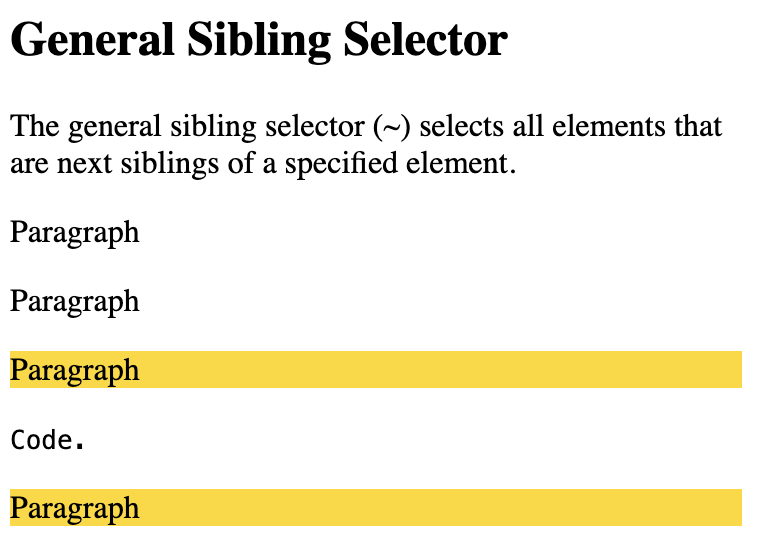 General Sibling Selector
The general sibling selector (~) selects all elements that
are next siblings of a specified element.
Paragraph
Paragraph
Paragraph
Code.
Paragraph